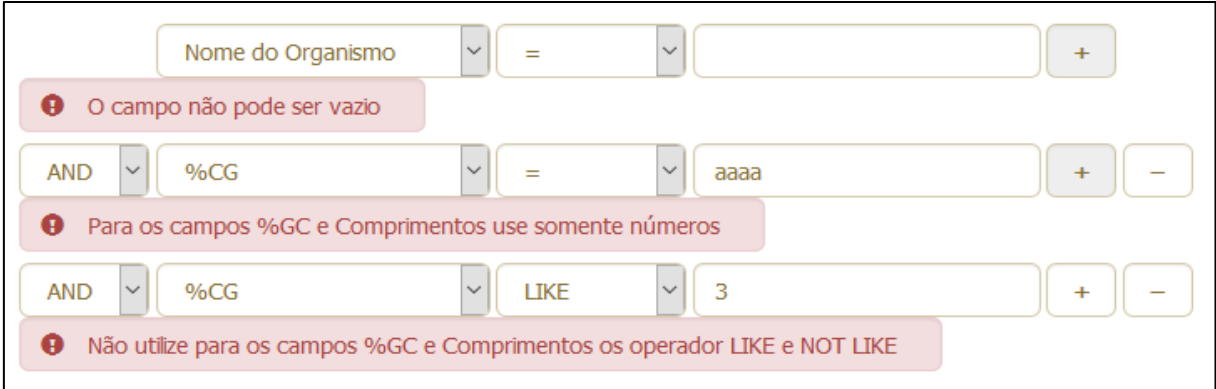 Nome do Organismo = +
O campo não pode ser vazio
AND %CG = aaaa + −
Para os campos %GC e Comprimentos use somente números
AND %CG LIKE 3 + −
Não utilize para os campos %GC e Comprimentos os operador LIKE e NOT LIKE